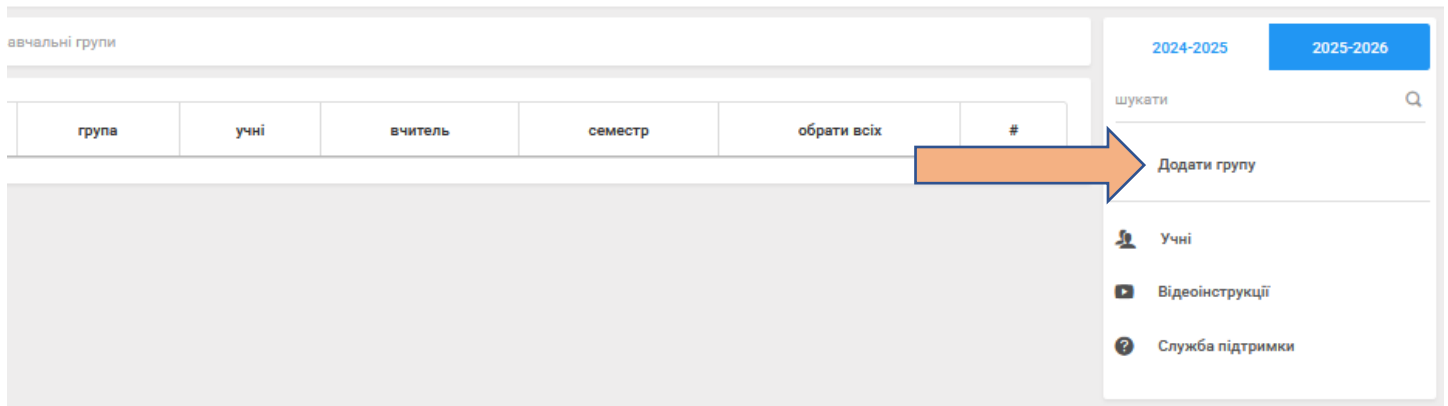 авчальні групи
2024-2025
2025-2026
шукати
група учні вчитель семестр обрати всіх #
Додати групу
Учні
Відеоінструкції
Служба підтримки